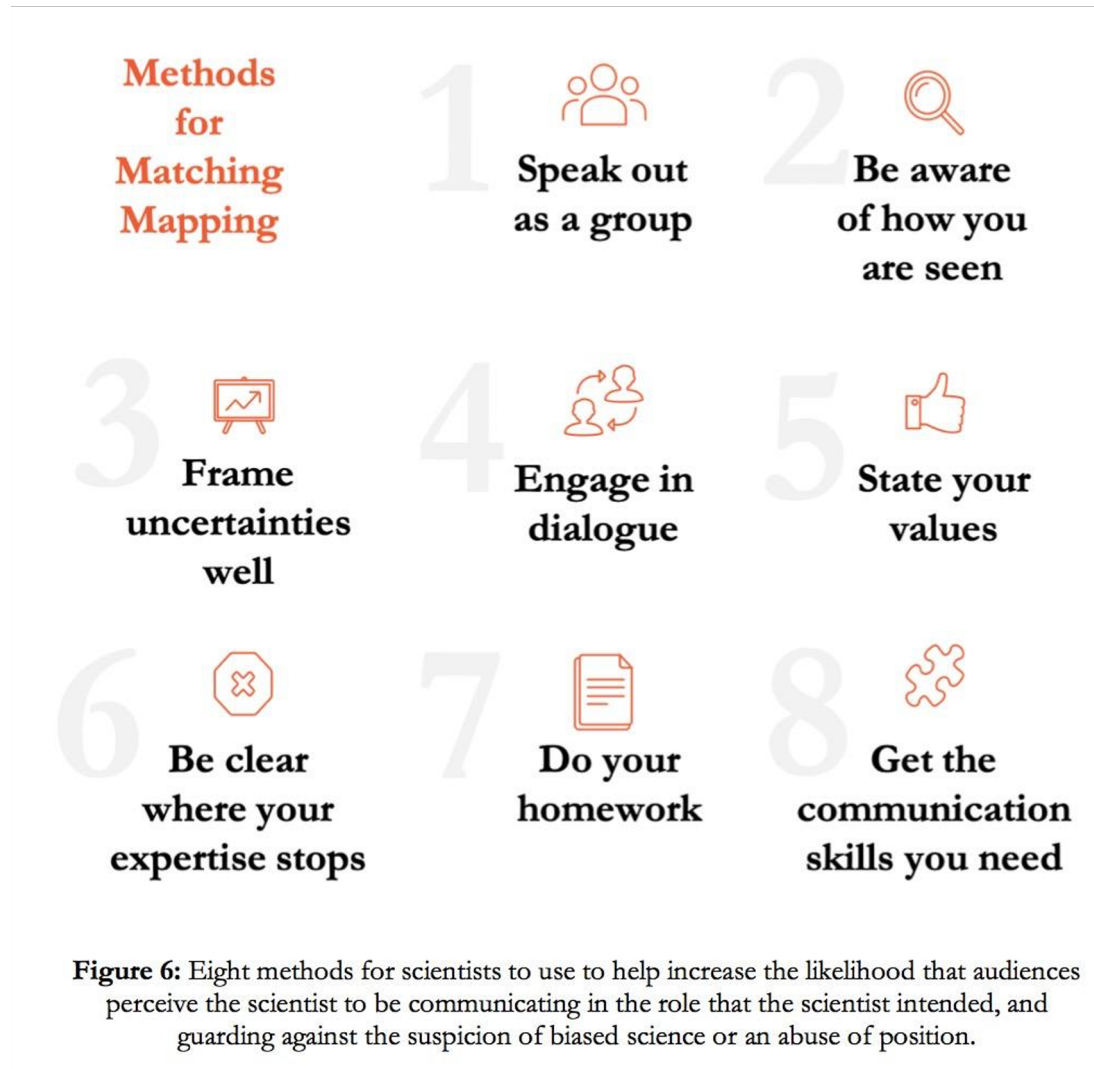 Methods
for
Matching
Mapping
1
Speak out
as a group
2
Be aware
of how you
are seen
3
Frame
uncertainties
well
4
Engage in
dialogue
5
State your
values
6
Be clear
where your
expertise stops
7
Do your
homework
8
Get the
communication
skills you need
Figure 6: Eight methods for scientists to use to help increase the likelihood that audiences
perceive the scientist to be communicating in the role that the scientist intended, and
guarding against the suspicion of biased science or an abuse of position.